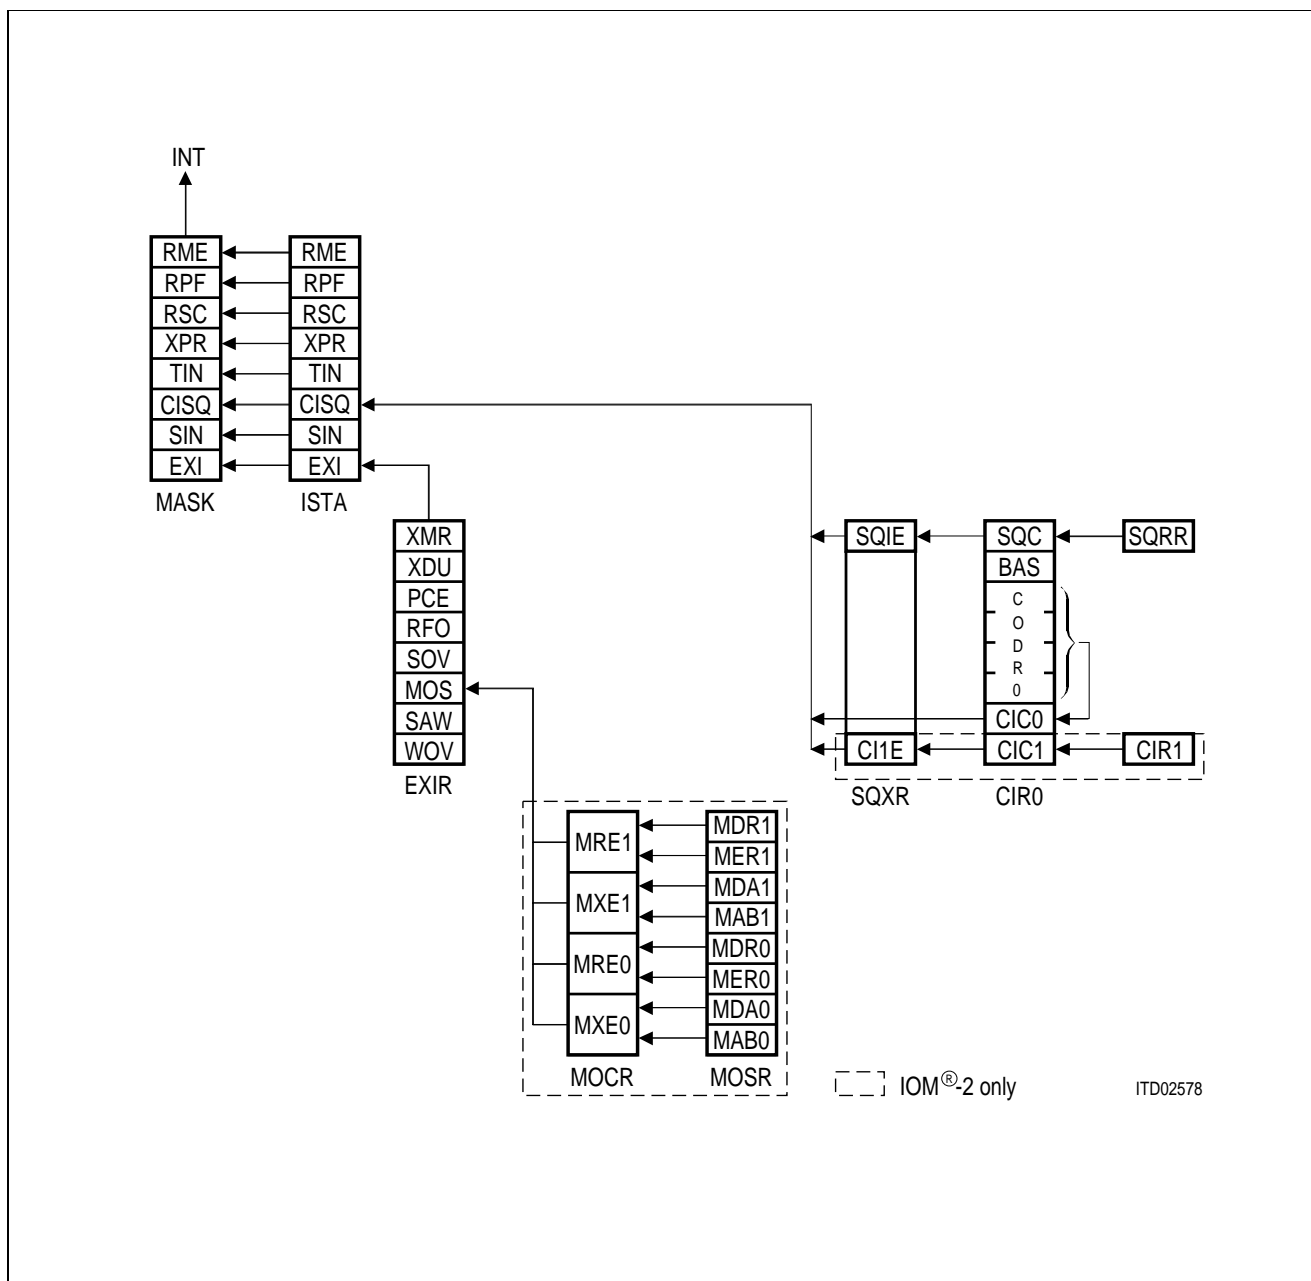 INT
RME RME
RPF RPF
RSC RSC
XPR XPR
TIN TIN
CISQ CISQ
SIN SIN
EXI EXI
MASK ISTA
XMR
XDU
PCE
RFO
SOV
MOS
SAW
WOV
EXIR
SQIE SQC SQRR
BAS
C
O
D
R
0
CIC0
CI1E CIC1 CIR1
SQXR CIR0
MRE1
MXE1
MRE0
MXE0
MOCR
MDR1
MER1
MDA1
MAB1
MDR0
MER0
MDA0
MAB0
MOSR
IOM®-2 only
ITD02578